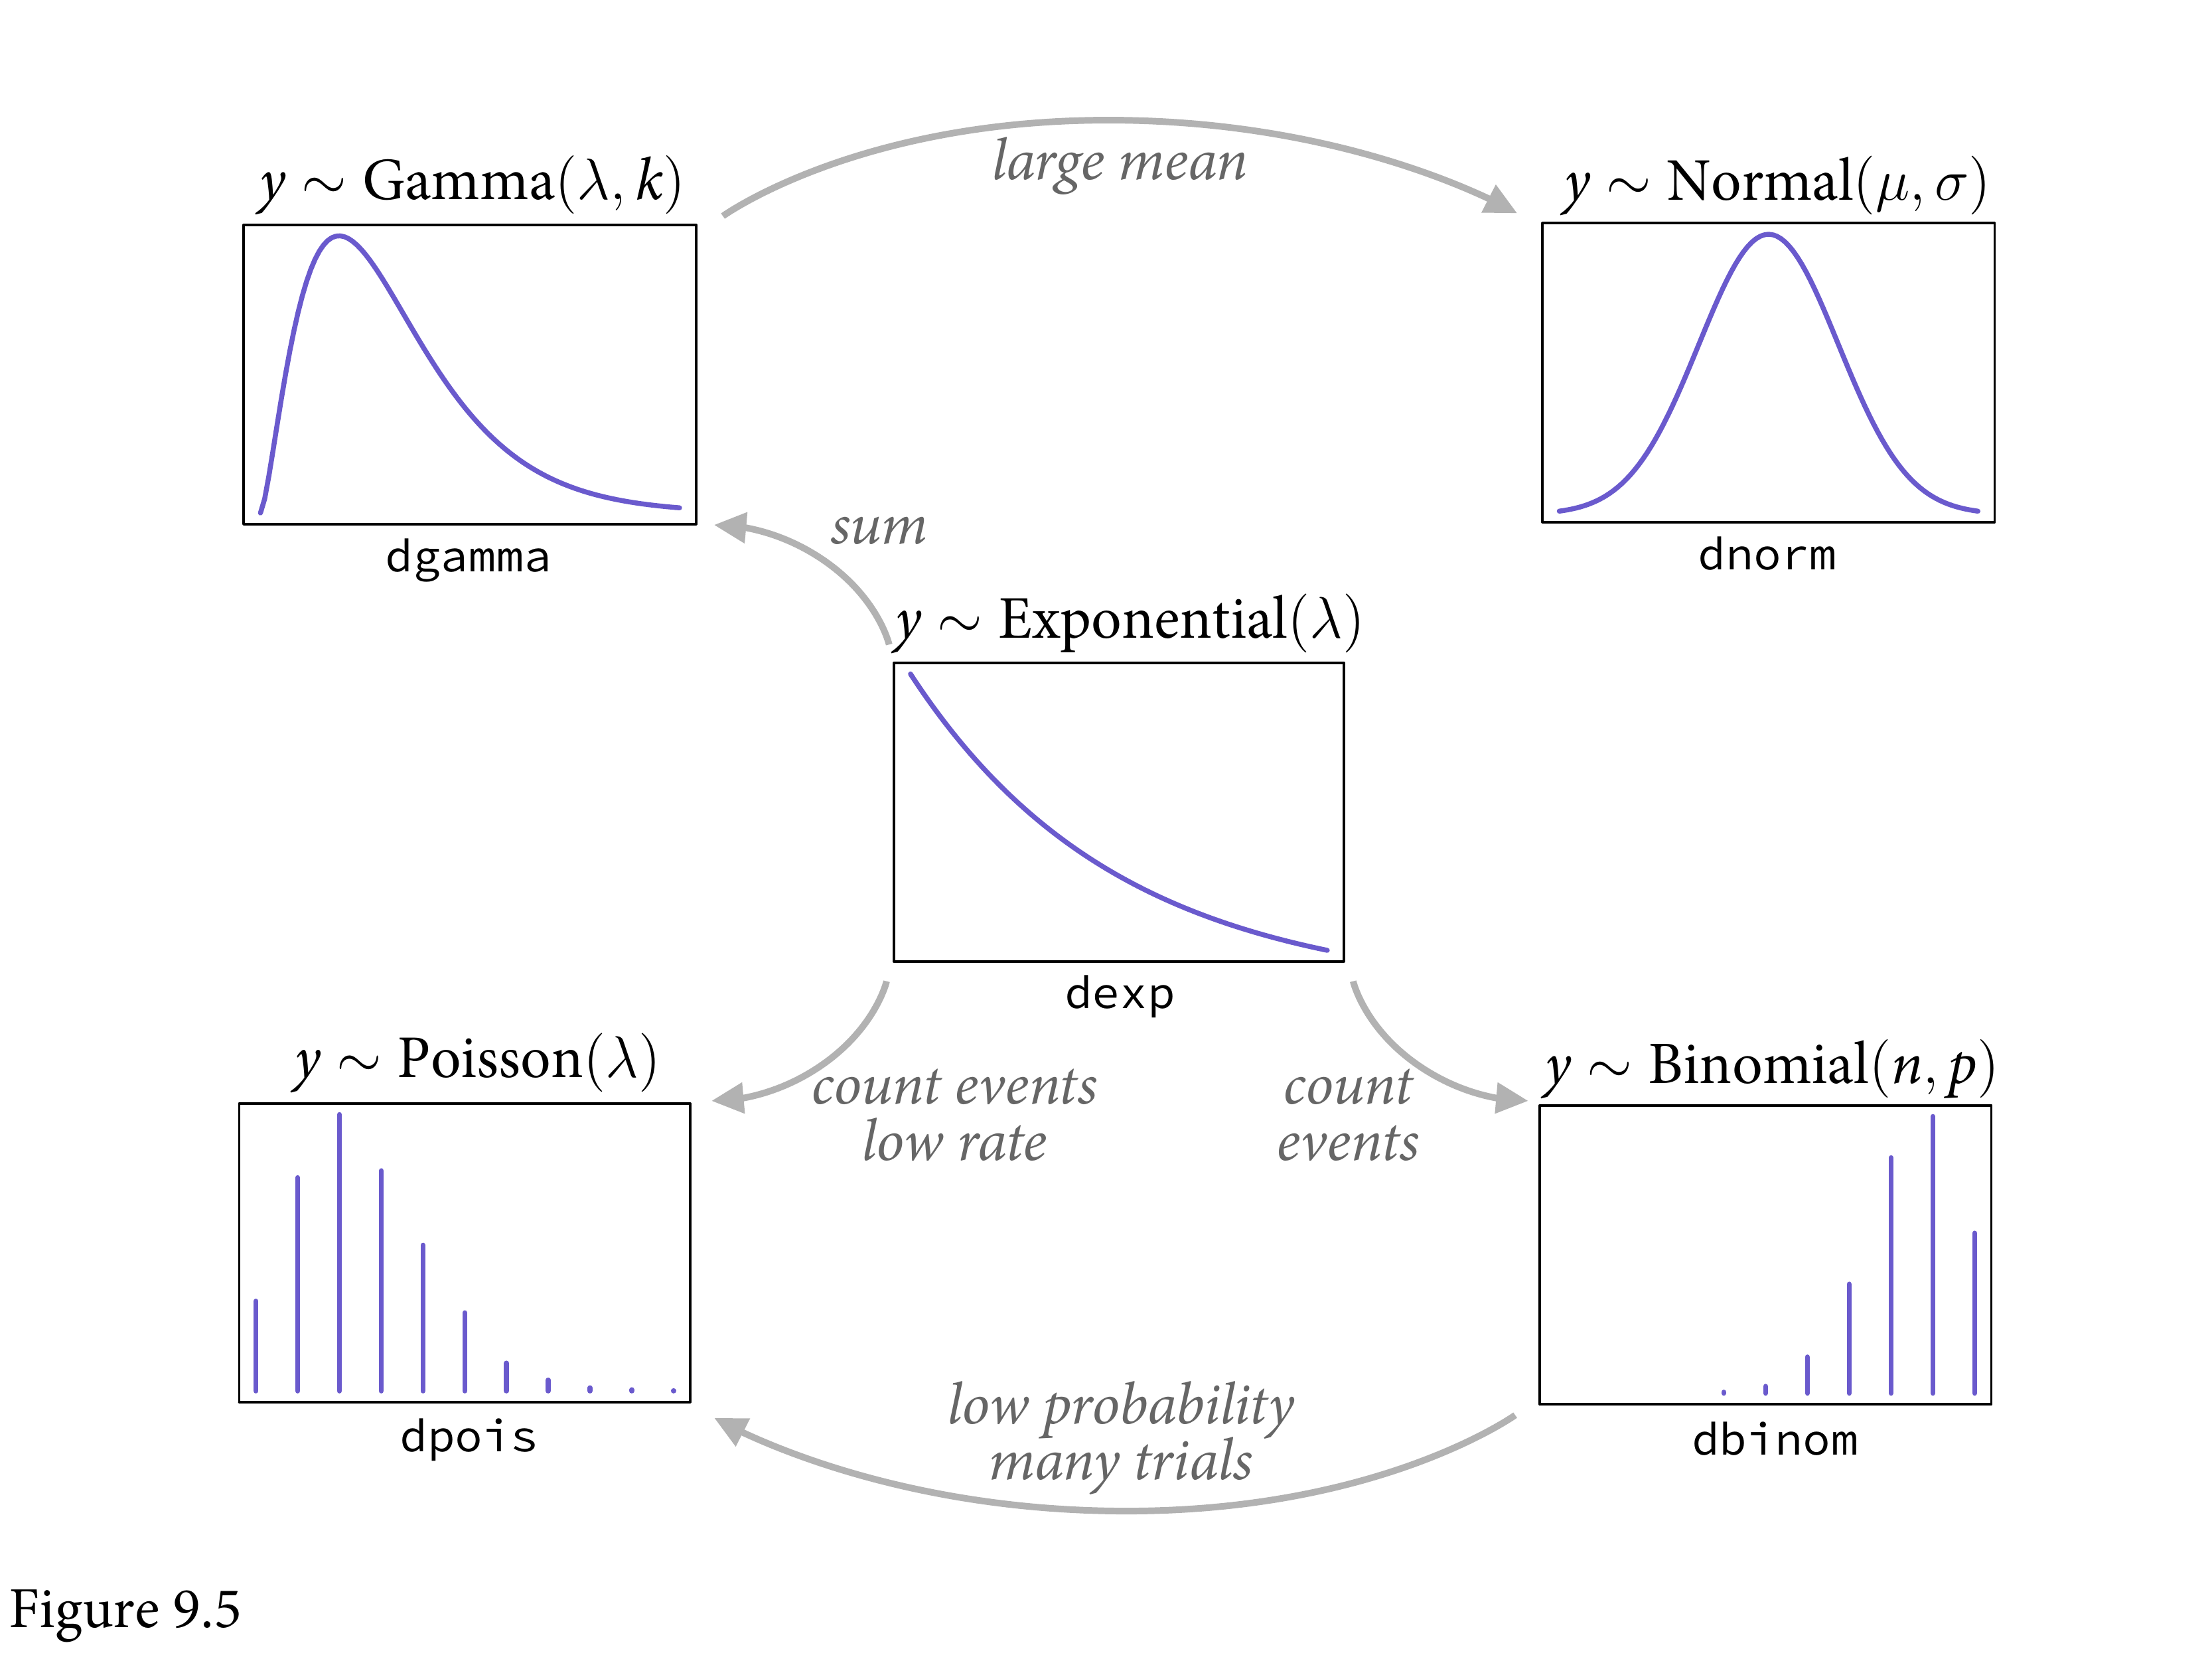 large mean
y ∼ Gamma(λ, k)
y ∼ Normal(μ, σ)
dgamma
dnorm
sum
y ∼ Exponential(λ)
dexp
y ∼ Poisson(λ)
y ∼ Binomial(n, p)
count events
low rate
count
events
dpois
dbinom
low probability
many trials
Figure 9.5